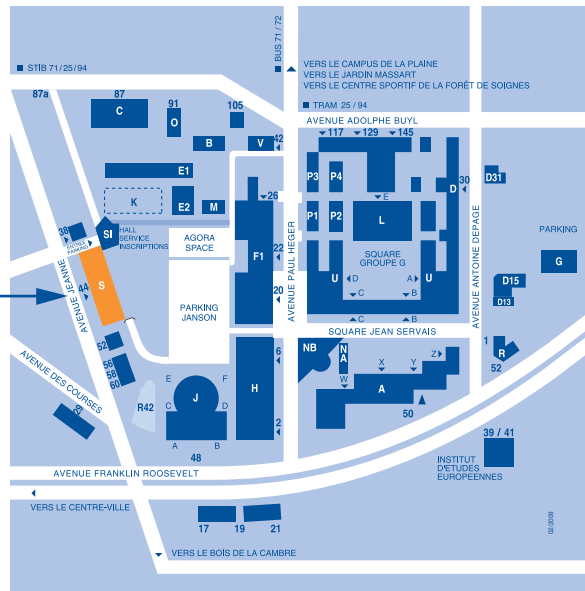 BUS 71 / 72
STIB 71/25/94
VERS LE CAMPUS DE LA PLAINE
VERS LE JARDIN MASSART
VERS LE CENTRE SPORTIF DE LA FORÊT DE SOIGNES
87a
87
C
91
O
105
TRAM 25 / 94
AVENUE ADOLPHE BUYL
117
129
145
B
V
42
E1
P3
P4
D
30
D31
K
E2
M
26
E
38
SI
HALL
SERVICE
INSCRIPTIONS
ENTRÉE
PARKING
AGORA
SPACE
F1
22
P1
P2
L
AVENUE PAUL HEGER
SQUARE
GROUPE G
AVENUE ANTOINE DEPAGE
PARKING
G
S
44
AVENUE JEANNE
20
U
D
A
U
C
B
D15
D13
PARKING
JANSON
C
B
SQUARE JEAN SERVAIS
52
56
58
60
AVENUE DES COURSES
29
R42
E
F
J
C
D
A
B
48
H
6
2
NB
NA
W
X
Y
Z
A
50
1
R
52
39 / 41
INSTITUT
D'ETUDES
EUROPEENNES
AVENUE FRANKLIN ROOSEVELT
VERS LE CENTRE-VILLE
17
19
21
VERS LE BOIS DE LA CAMBRE
02/2009